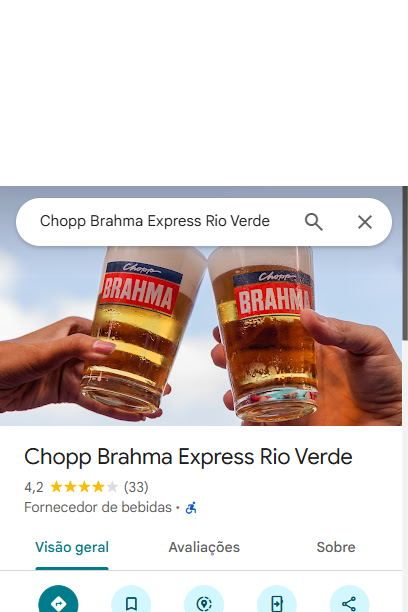 Chopp Brahma Express Rio Verde
Chopp
BRAHMA
Chopp
BRAHMA
Chopp Brahma Express Rio Verde
4,2 (33)
Fornecedor de bebidas ·
Visão geral Avaliações Sobre